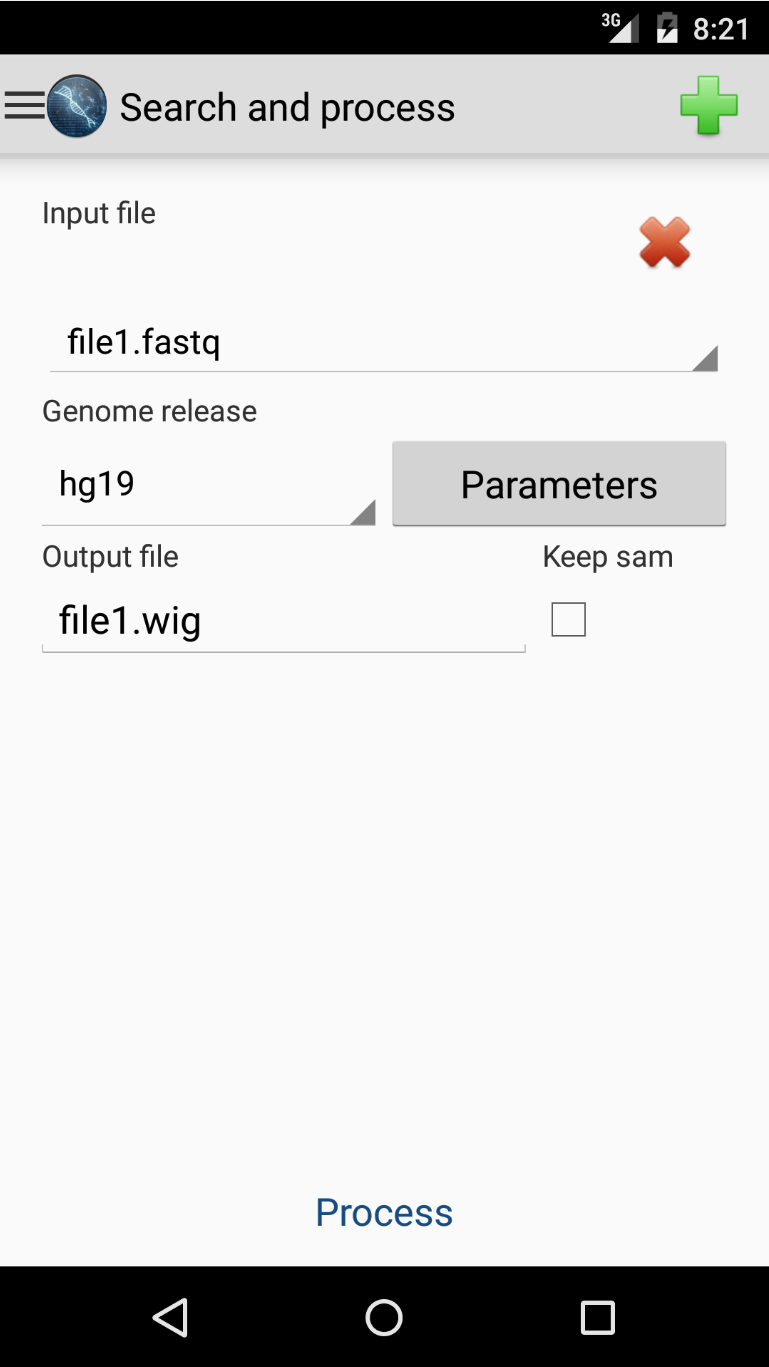 3G 8:21
Search and process
Input file
file1.fastq
Genome release
hg19 Parameters
Output file Keep sam
file1.wig
Process